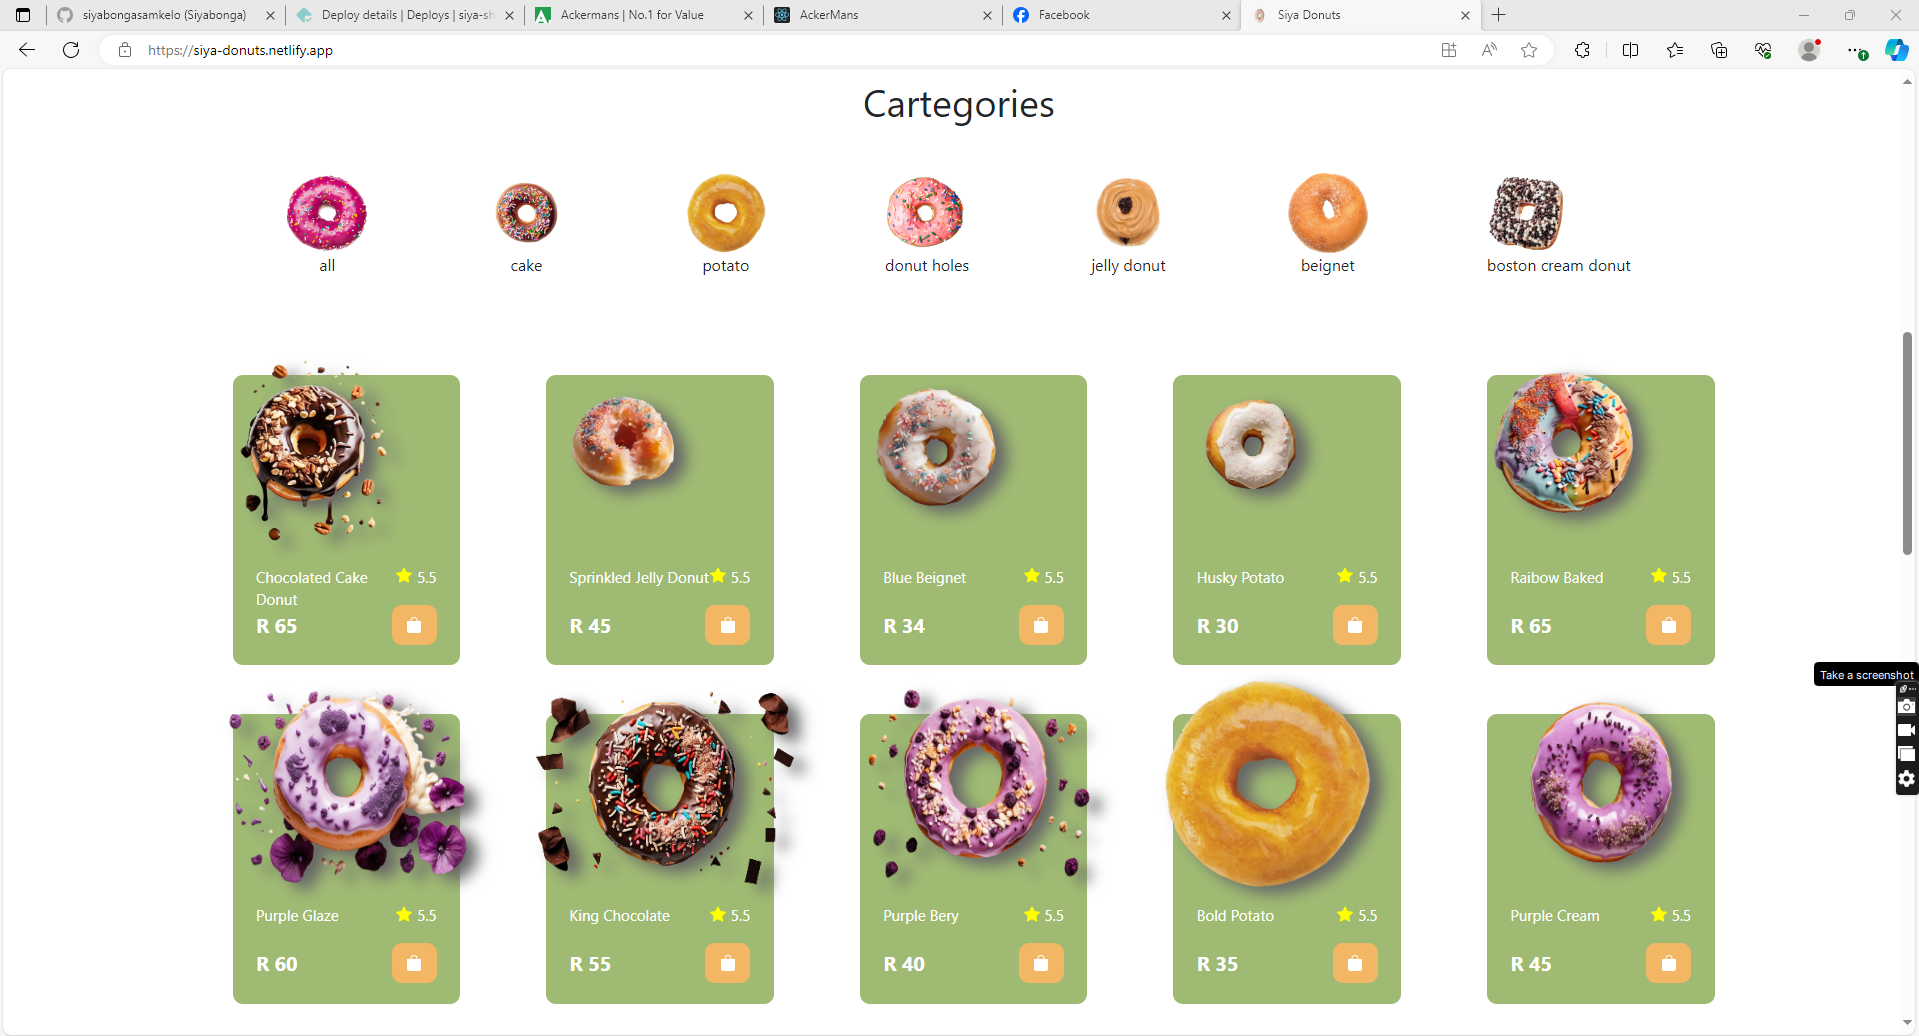 siyabongasamkelo (Siyabonga)
Deploy details | Deploys | siya-sh
Ackermans | No.1 for Value
AckerMans
Facebook
Siya Donuts
https://siya-donuts.netlify.app
Cartegories
all
cake
potato
donut holes
jelly donut
beignet
boston cream donut
Chocolated Cake
Donut
5.5
R 65
Sprinkled Jelly Donut
5.5
R 45
Blue Beignet
5.5
R 34
Husky Potato
5.5
R 30
Raibow Baked
5.5
R 65
Take a screenshot
Purple Glaze
5.5
R 60
King Chocolate
5.5
R 55
Purple Bery
5.5
R 40
Bold Potato
5.5
R 35
Purple Cream
5.5
R 45